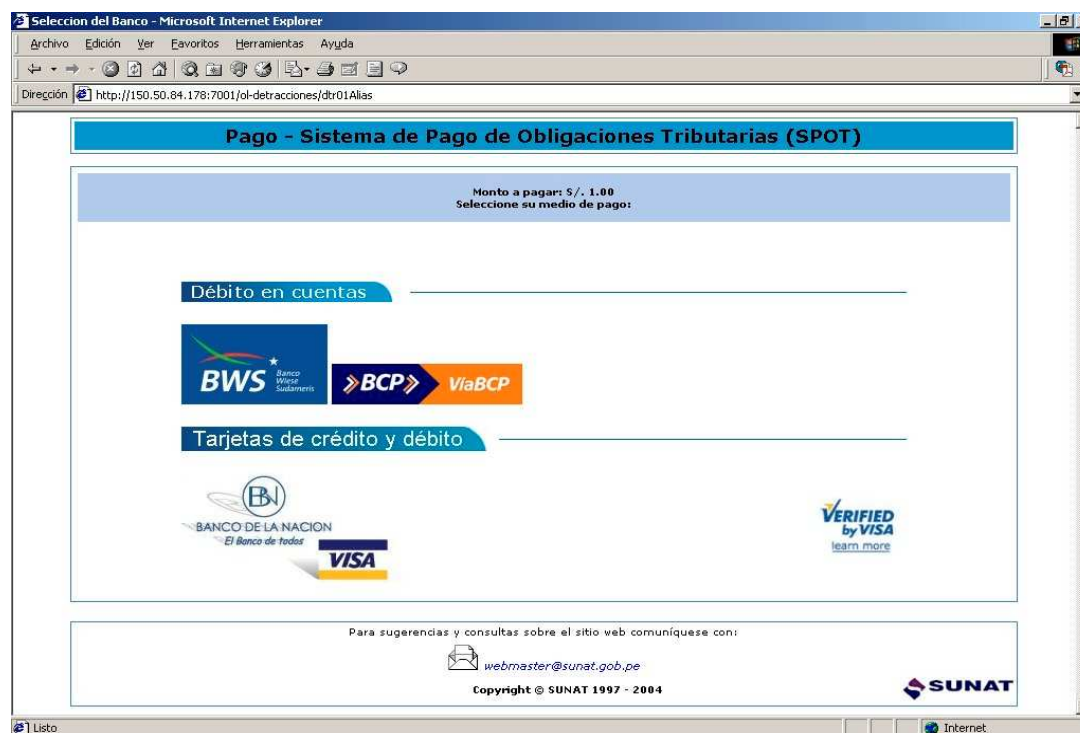 Seleccion del Banco - Microsoft Internet Explorer
Archivo Edición Ver Favoritos Herramientas Ayuda
Dirección http://150.50.84.178:7001/ol-detracciones/dtr01Alias
Pago - Sistema de Pago de Obligaciones Tributarias (SPOT)
Monto a pagar: S/. 1.00
Seleccione su medio de pago:
Débito en cuentas
BWS Banco
Wiese
Sudameris
BCP VíaBCP
Tarjetas de crédito y débito
BN
BANCO DE LA NACION
El Banco de todos
VISA
VERIFIED
by VISA
learn more
Para sugerencias y consultas sobre el sitio web comuníquese con:
webmaster@sunat.gob.pe
Copyright © SUNAT 1997 - 2004
SUNAT
Listo Internet